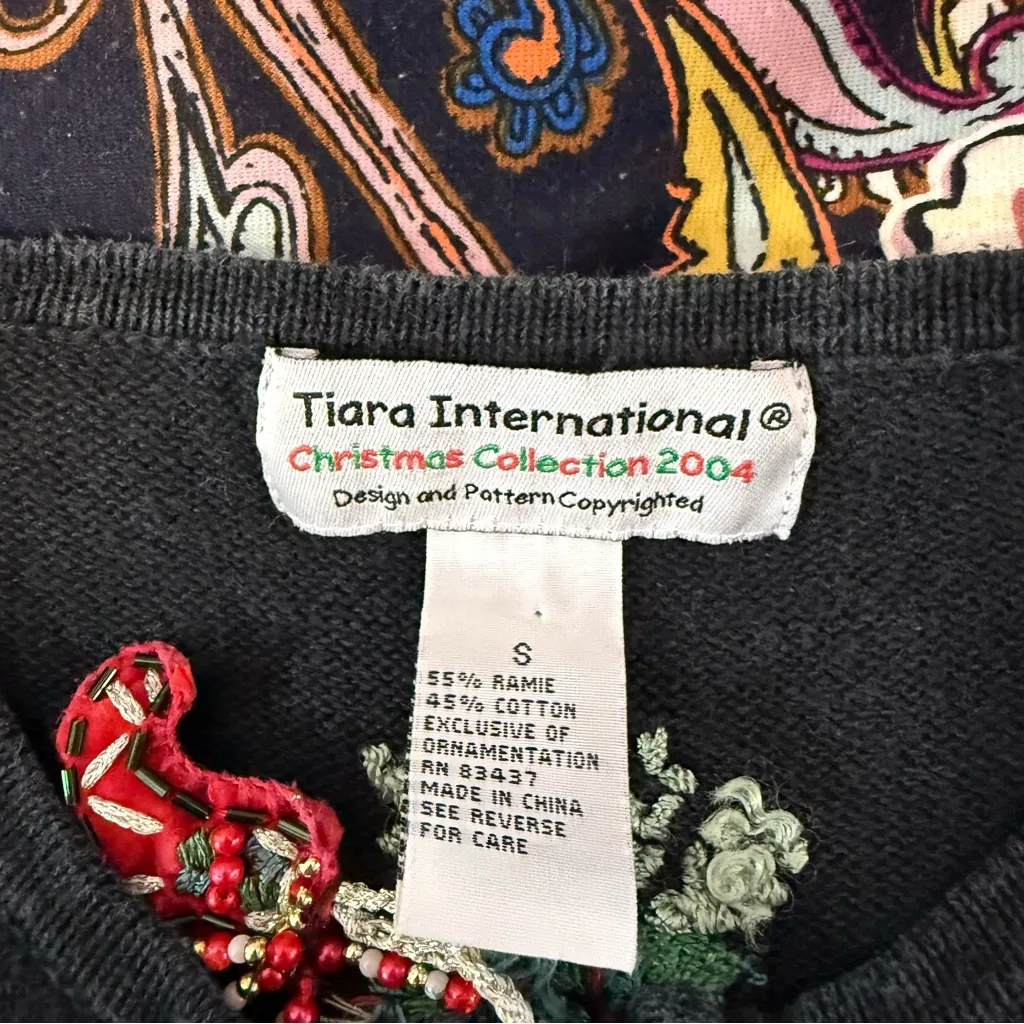 Tiara International®
Christmas Collection 2004
Design and Pattern Copyrighted
S
55% RAMIE
45% COTTON
EXCLUSIVE OF
ORNAMENTATION
RN 83437
MADE IN CHINA
SEE REVERSE
FOR CARE